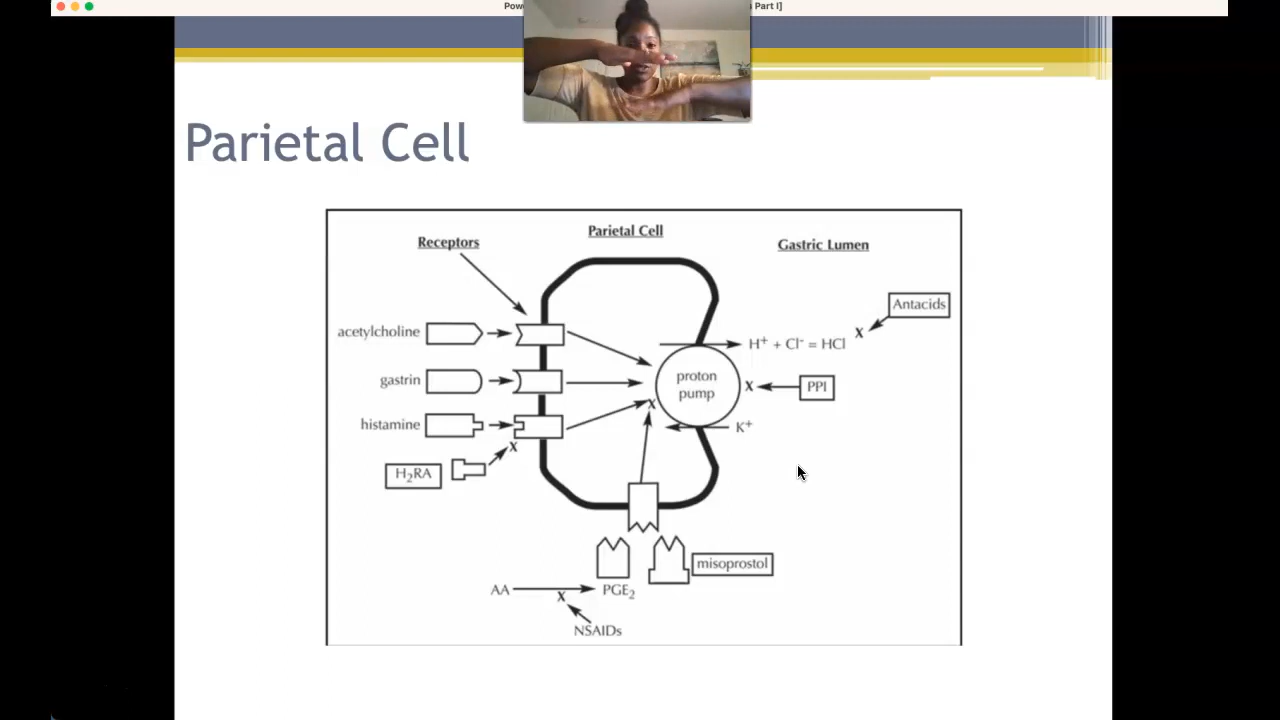 Pow
Part I]
Parietal Cell
Receptors
Parietal Cell
Gastric Lumen
Antacids
acetylcholine
H⁺ + Cl⁻ = HCl
x
gastrin
proton
pump
x
PPI
histamine
x
K⁺
x
H₂RA
misoprostol
AA
x
PGE₂
NSAIDs